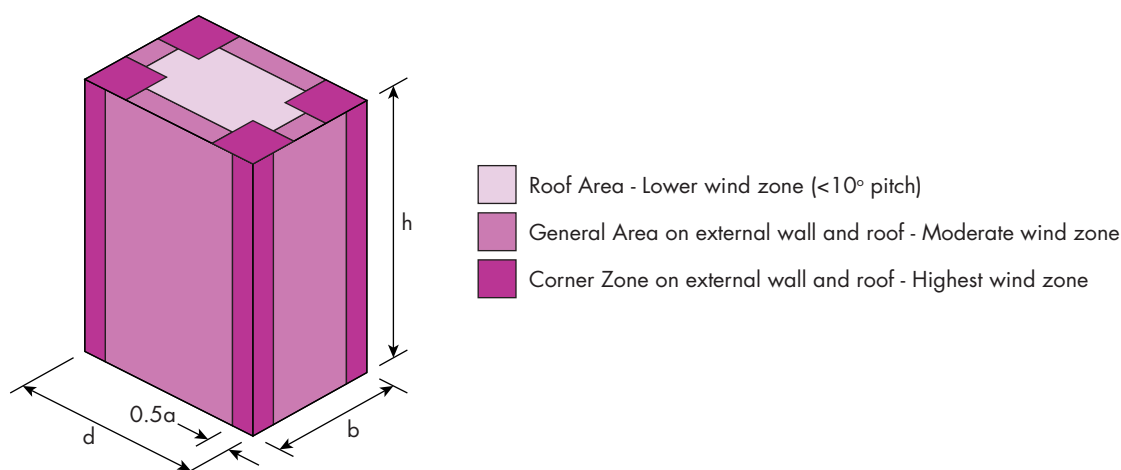 h
Roof Area - Lower wind zone (<10° pitch)
General Area on external wall and roof - Moderate wind zone
Corner Zone on external wall and roof - Highest wind zone
0.5a
d
b